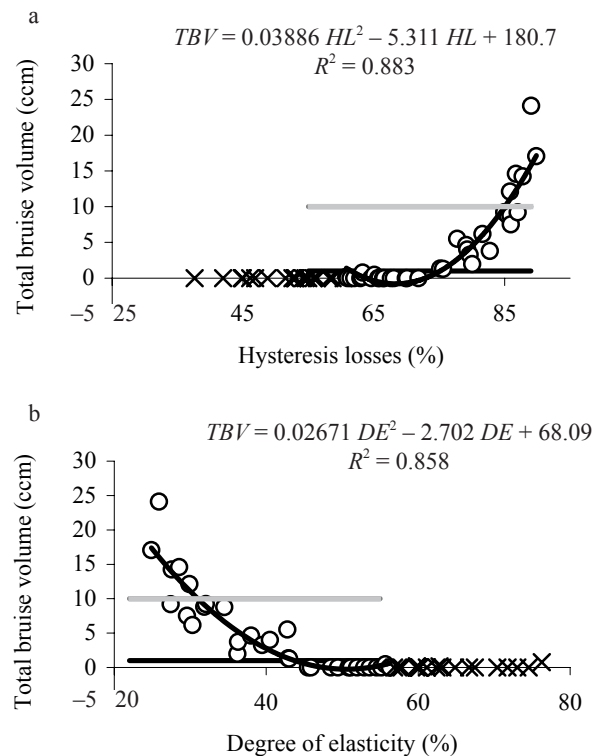 a
TBV = 0.03886 HL² – 5.311 HL + 180.7
R² = 0.883
Total bruise volume (ccm)
30
25
20
15
10
5
0
–5
25 45 65 85
Hysteresis losses (%)
b
TBV = 0.02671 DE² – 2.702 DE + 68.09
R² = 0.858
Total bruise volume (ccm)
30
25
20
15
10
5
0
–5
20 40 60 80
Degree of elasticity (%)